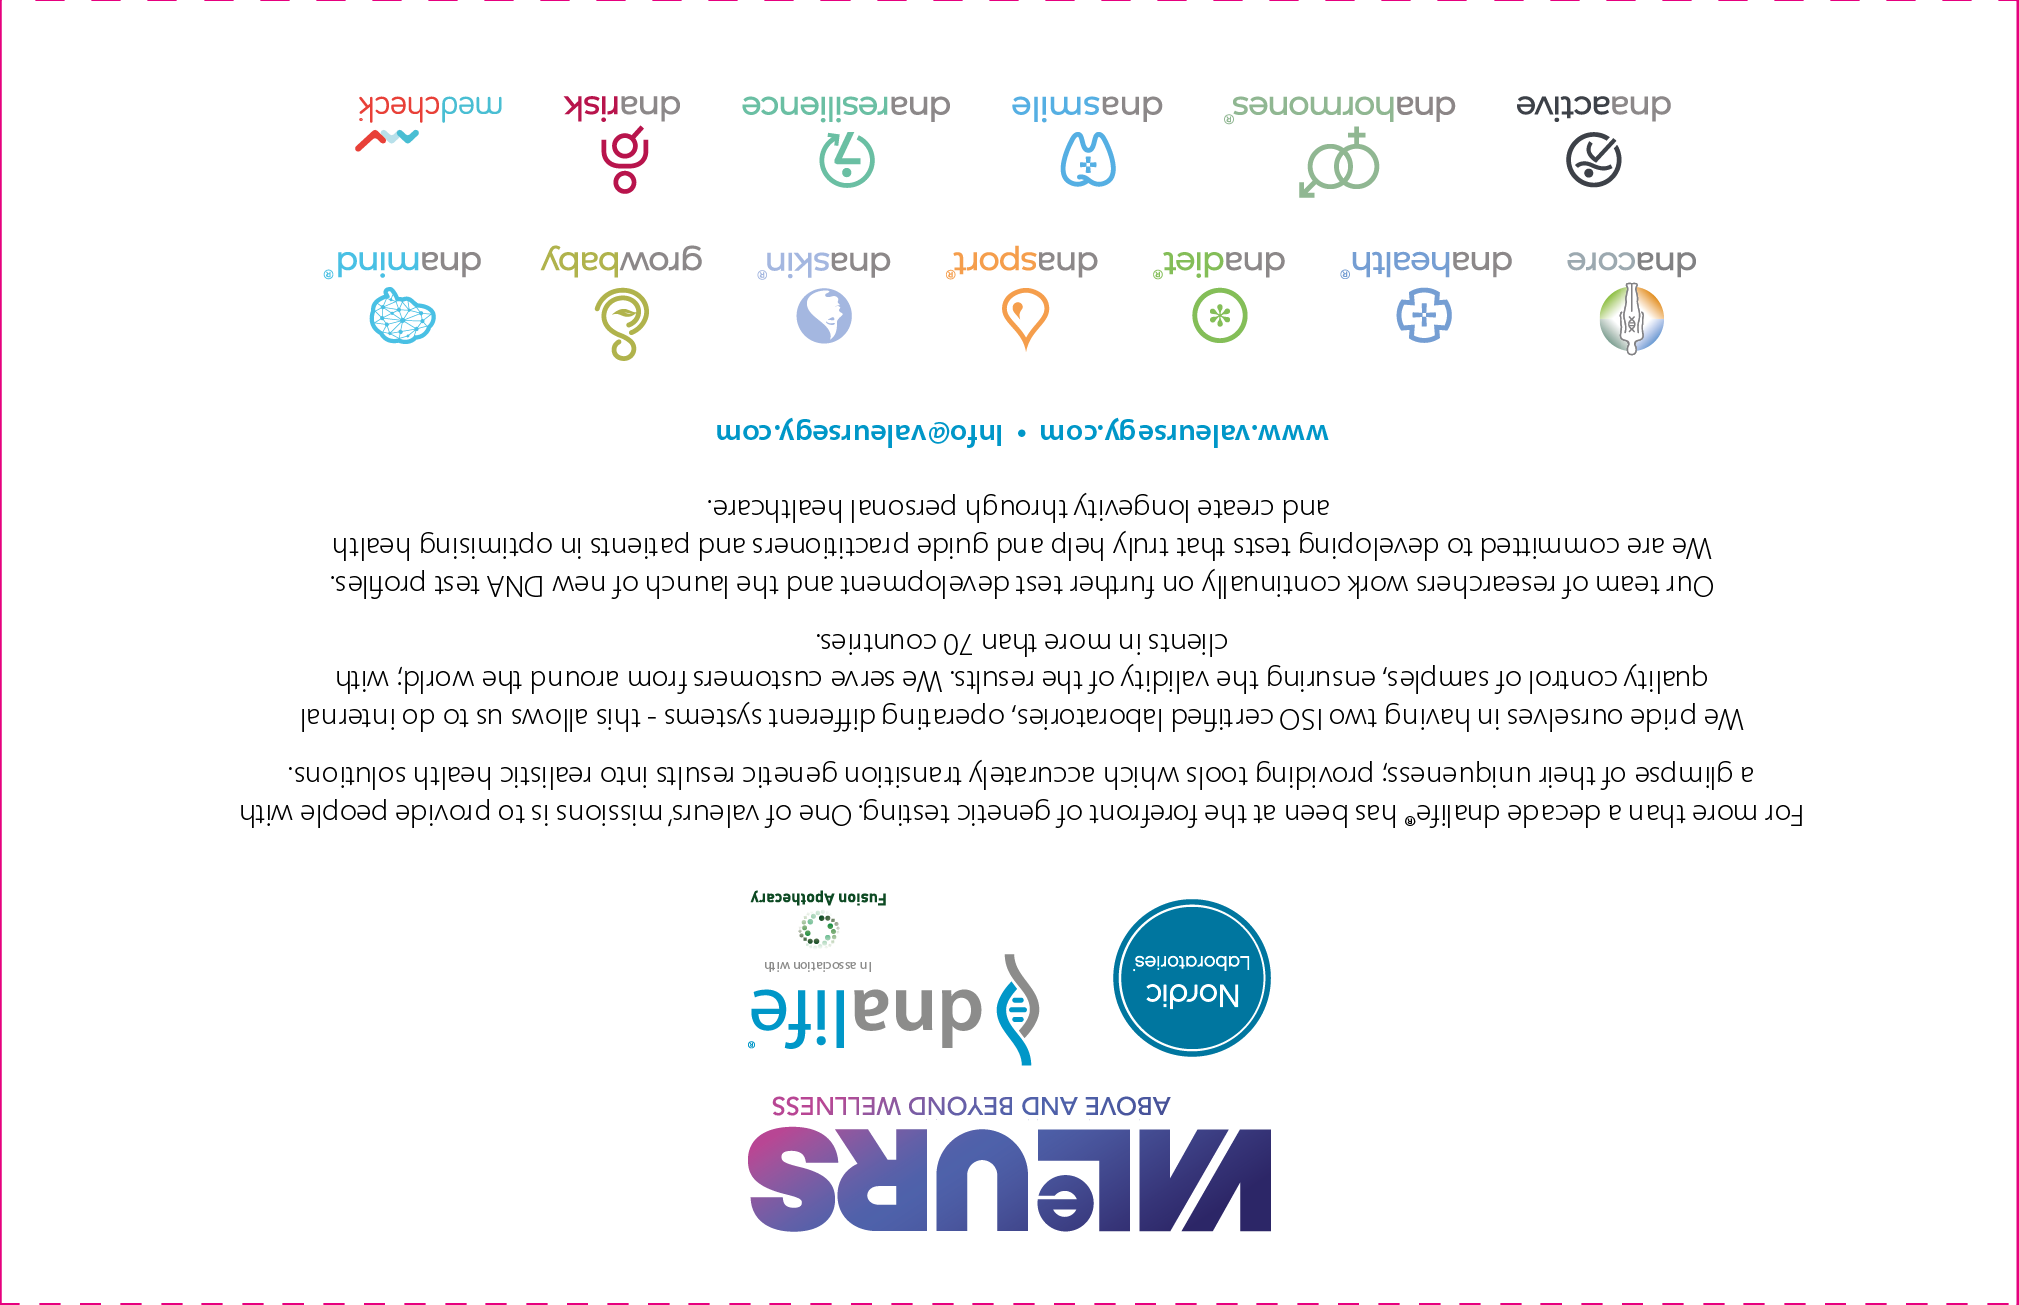 VALeURS
ABOVE AND BEYOND WELLNESS
Nordic
Laboratories
dnalife®
In association with
Fusion Apothecary
For more than a decade dnalife® has been at the forefront of genetic testing. One of valeurs’ missions is to provide people with
a glimpse of their uniqueness; providing tools which accurately transition genetic results into realistic health solutions.
We pride ourselves in having two ISO certified laboratories, operating different systems - this allows us to do internal
quality control of samples, ensuring the validity of the results. We serve customers from around the world; with
clients in more than 70 countries.
Our team of researchers work continually on further test development and the launch of new DNA test profiles.
We are committed to developing tests that truly help and guide practitioners and patients in optimising health
and create longevity through personal healthcare.
www.valeursegy.com • Info@valeursegy.com
dnacore dnahealth® dnadiet® dnasport® dnaskin® growbaby dnamind®
dnaactive dnahormones® dnasmile dnaresilience dnarisk medcheck